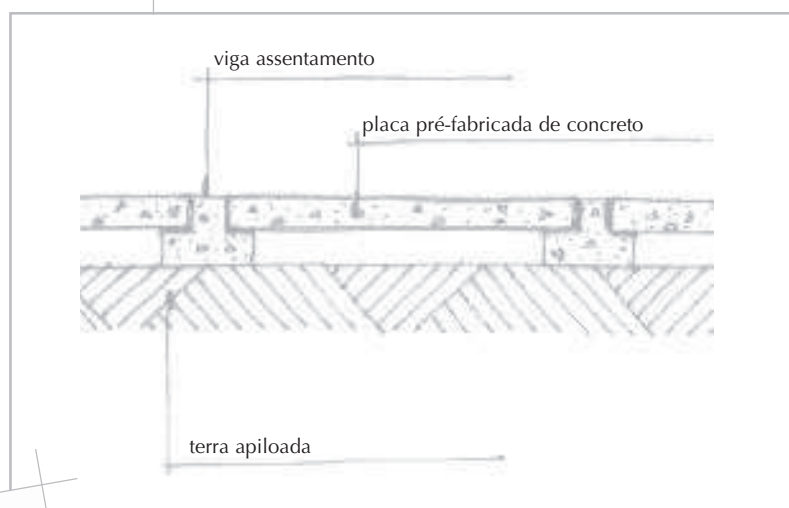 viga assentamento
placa pré-fabricada de concreto
terra apiloada